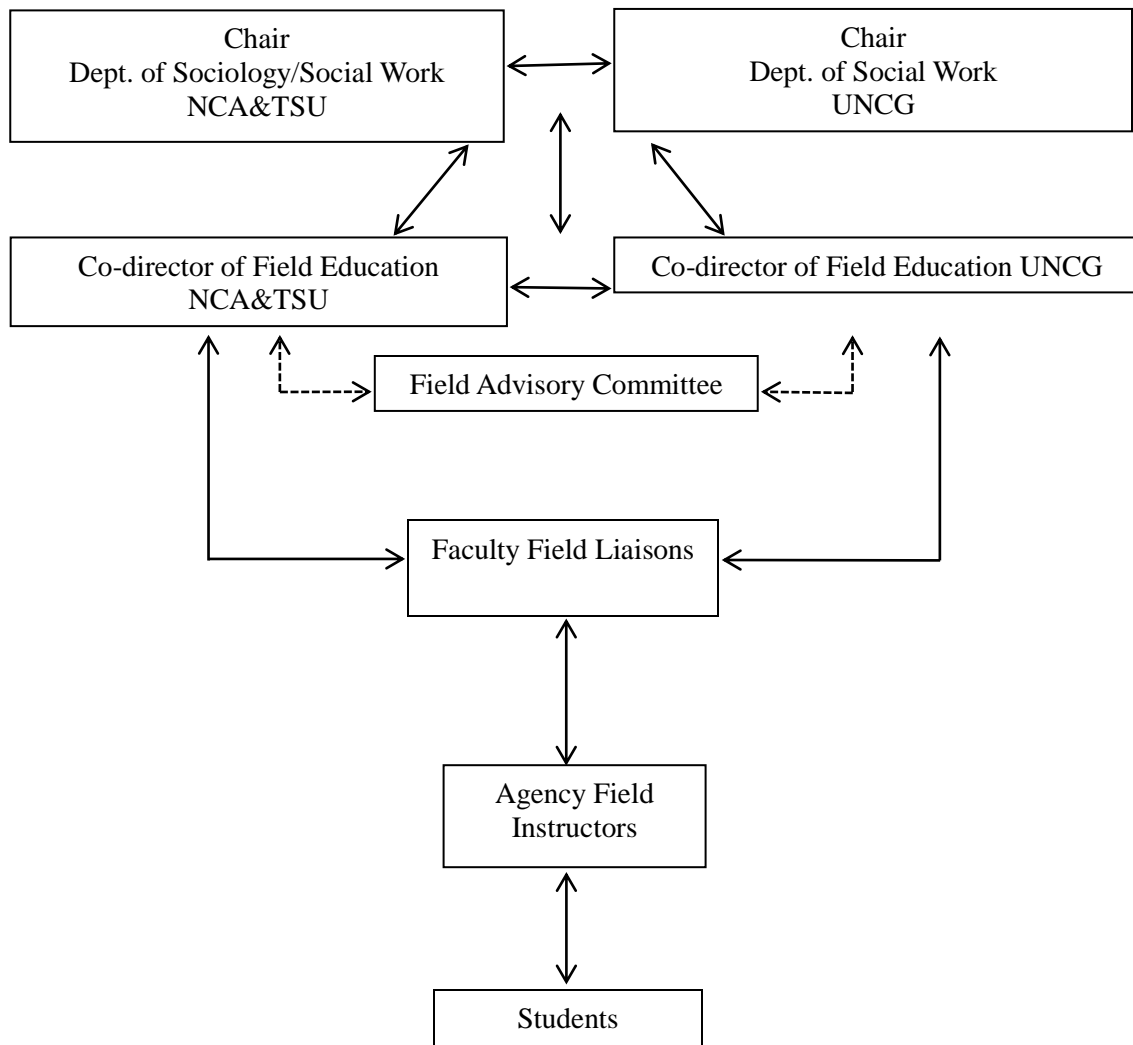 Chair
Dept. of Sociology/Social Work
NCA&TSU
Chair
Dept. of Social Work
UNCG
Co-director of Field Education
NCA&TSU
Co-director of Field Education UNCG
Field Advisory Committee
Faculty Field Liaisons
Agency Field
Instructors
Students